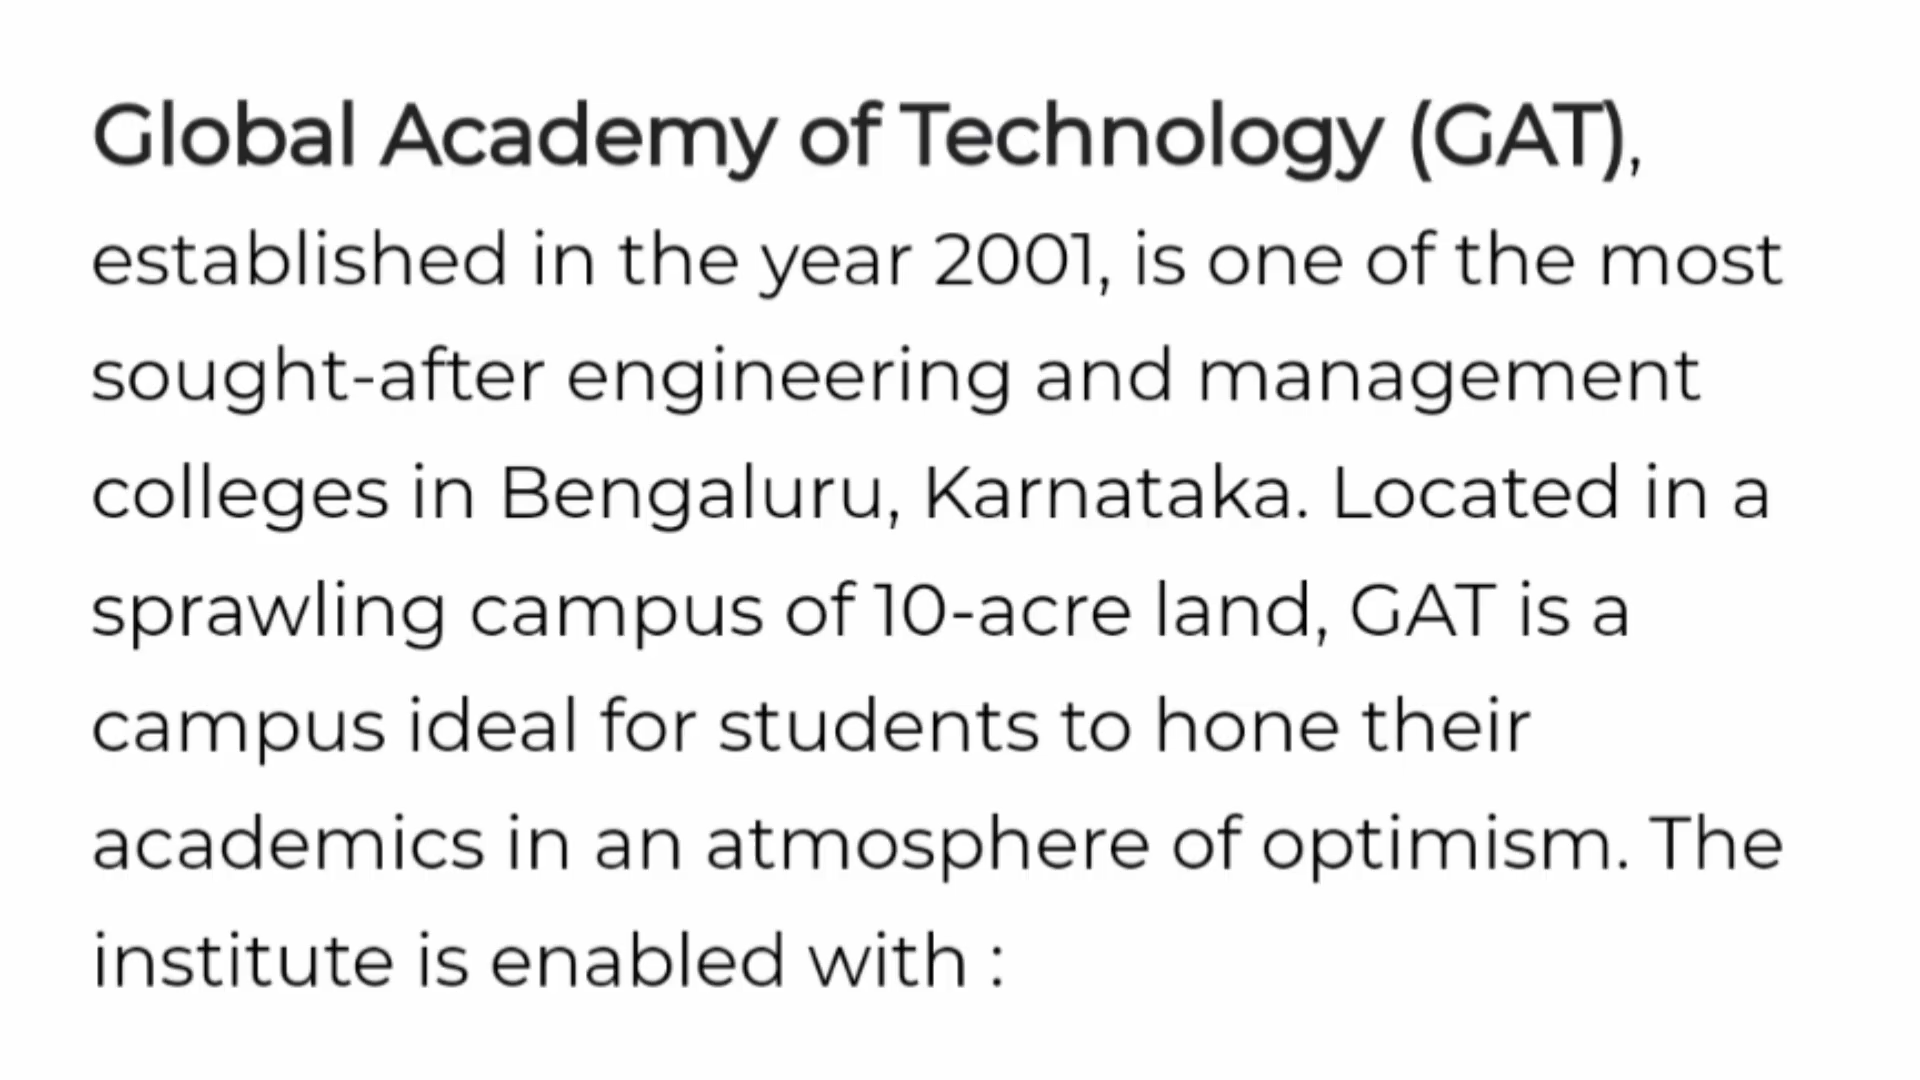 Global Academy of Technology (GAT),
established in the year 2001, is one of the most
sought-after engineering and management
colleges in Bengaluru, Karnataka. Located in a
sprawling campus of 10-acre land, GAT is a
campus ideal for students to hone their
academics in an atmosphere of optimism. The
institute is enabled with :